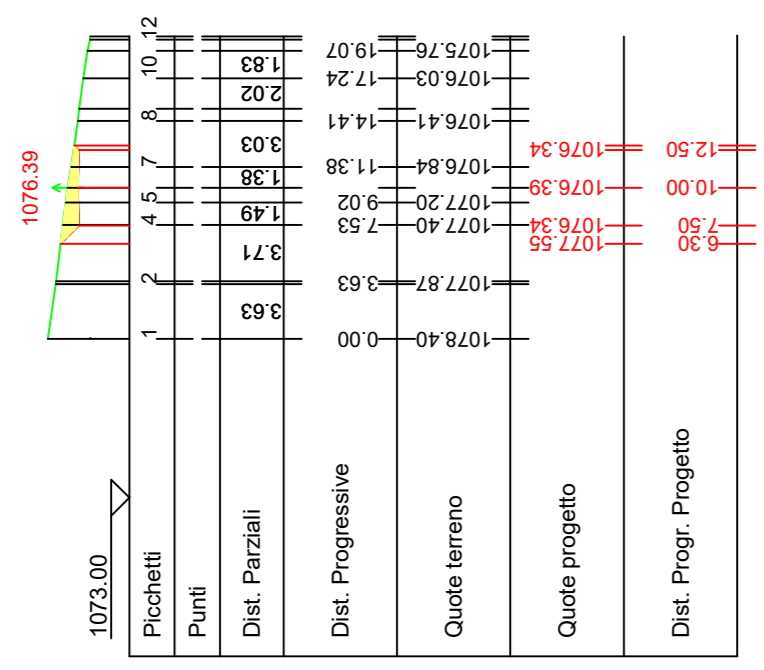 1076.39
1073.00
Picchetti 1 2 4 5 7 8 10 12
Punti
Dist. Parziali 3.63 3.71 1.49 1.38 3.03 2.02 1.83
Dist. Progressive 0.00 3.63 7.53 9.02 11.38 14.41 17.24 19.07
Quote terreno 1078.40 1077.87 1077.40 1077.20 1076.84 1076.41 1076.03 1075.76
Quote progetto 1077.55 1076.34 1076.39 1076.34
Dist. Progr. Progetto 6.30 7.50 10.00 12.50